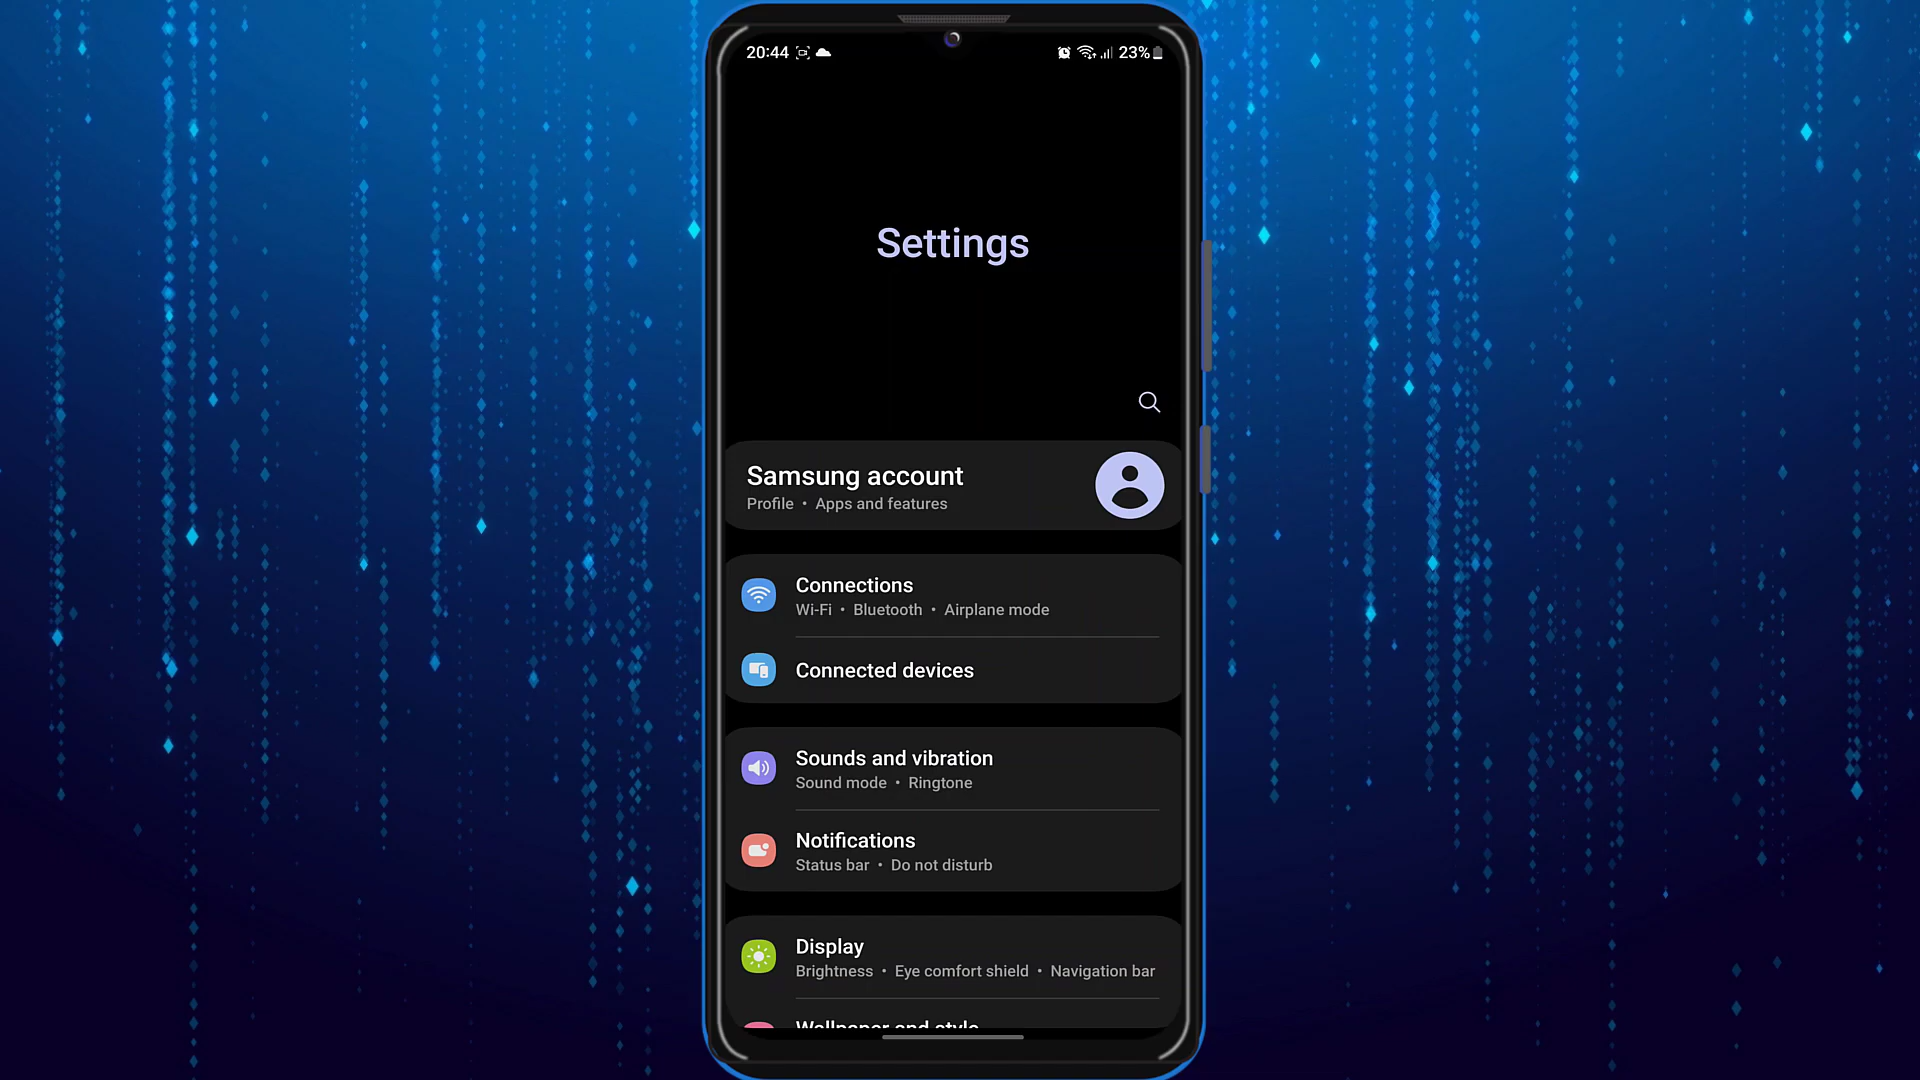 20:44 23%
Settings
Samsung account
Profile • Apps and features
Connections
Wi-Fi • Bluetooth • Airplane mode
Connected devices
Sounds and vibration
Sound mode • Ringtone
Notifications
Status bar • Do not disturb
Display
Brightness • Eye comfort shield • Navigation bar
Wallpaper and style